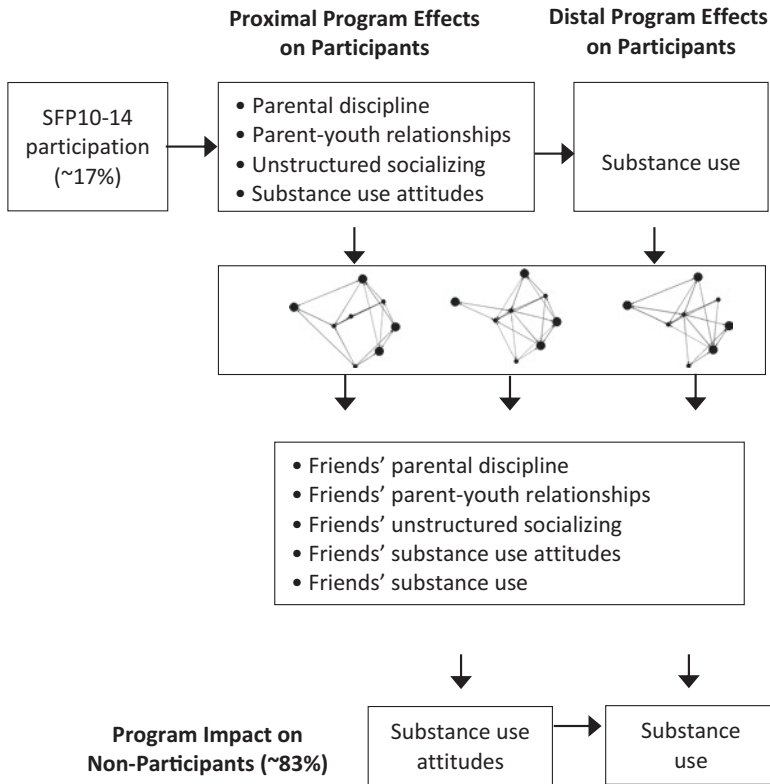 Proximal Program Effects
on Participants
Distal Program Effects
on Participants
SFP10-14
participation
(~17%)
• Parental discipline
• Parent-youth relationships
• Unstructured socializing
• Substance use attitudes
Substance use
• Friends’ parental discipline
• Friends’ parent-youth relationships
• Friends’ unstructured socializing
• Friends’ substance use attitudes
• Friends’ substance use
Program Impact on
Non-Participants (~83%)
Substance use
attitudes
Substance
use